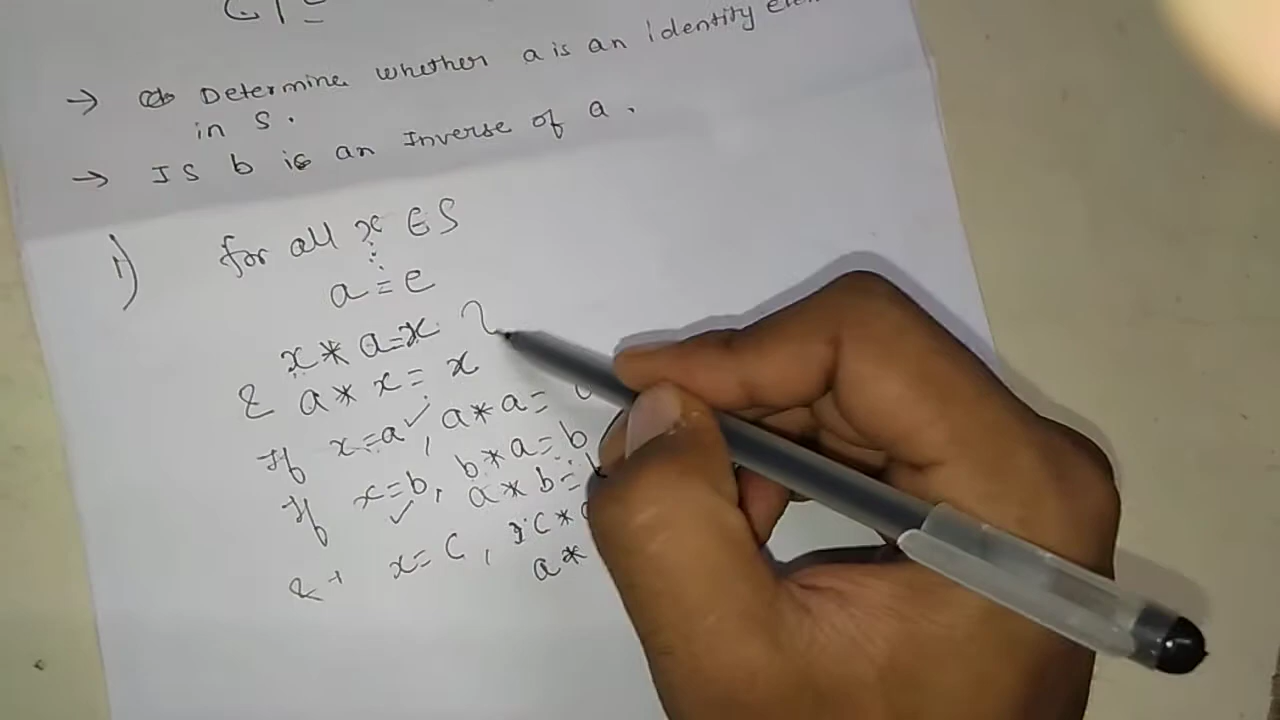 → Determine whether a is an Identity
in S.
→ Is b is an Inverse of a.
1) for all x ∈ S
a = e
x * a = x
& a * x = x
If x = a ✓, a * a =
If x = b, b * a = b
✓ a * b =
x = c, c *
a *